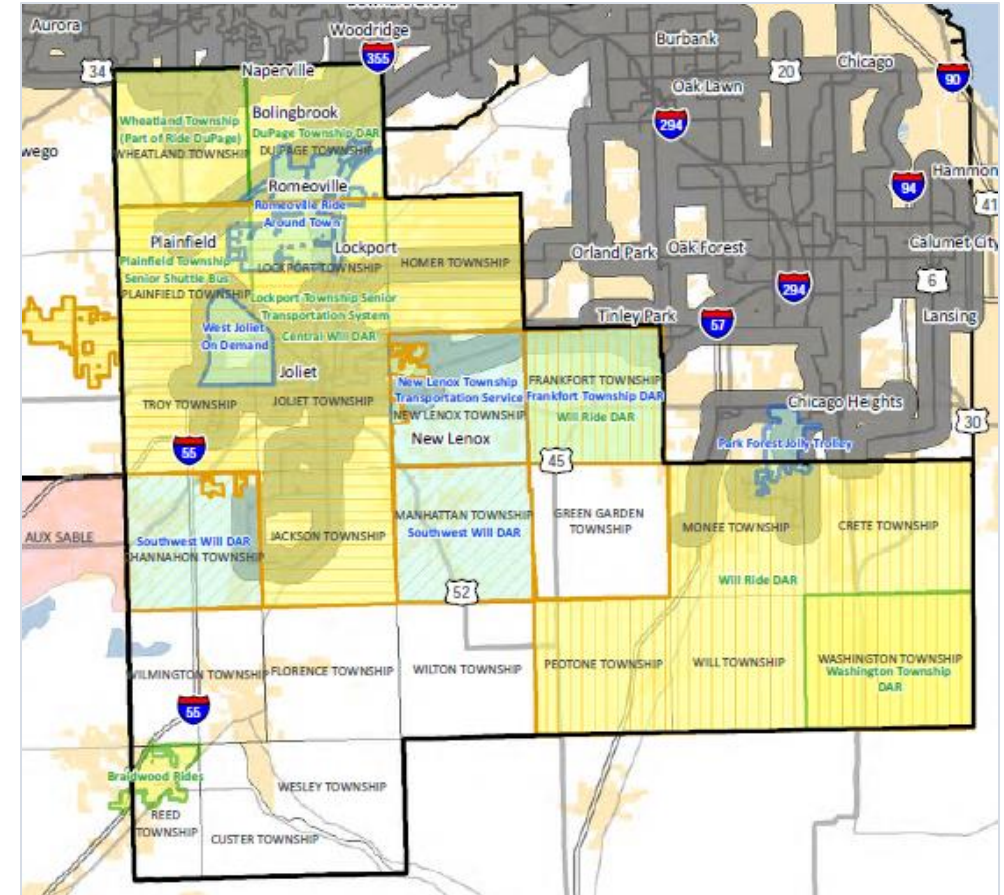 Aurora
Woodridge
355
Burbank
34
Naperville
20
Chicago
90
Oak Lawn
Wheatland Township
(Part of Ride DuPage)
WHEATLAND TOWNSHIP
Bolingbrook
DuPage Township DAR
DU PAGE TOWNSHIP
294
wego
Hammon
94
41
Romeoville
Romeoville Ride
Around Town
Plainfield
Lockport
Orland Park
Oak Forest
Calumet City
Plainfield Township
Senior Shuttle Bus
PLAINFIELD TOWNSHIP
LOCKPORT TOWNSHIP
HOMER TOWNSHIP
6
294
Lockport Township Senior
Transportation System
Central Will DAR
Tinley Park
57
Lansing
West Joliet
On Demand
Joliet
New Lenox Township
Transportation Service
NEW LENOX TOWNSHIP
New Lenox
FRANKFORT TOWNSHIP
Frankfort Township DAR
Will Ride DAR
TROY TOWNSHIP
JOLIET TOWNSHIP
Chicago Heights
30
Park Forest Jolly Trolley
55
45
AUX SABLE
Southwest Will DAR
CHANNAHON TOWNSHIP
JACKSON TOWNSHIP
MANHATTAN TOWNSHIP
Southwest Will DAR
GREEN GARDEN
TOWNSHIP
MONEE TOWNSHIP
CRETE TOWNSHIP
Will Ride DAR
52
WILMINGTON TOWNSHIP
FLORENCE TOWNSHIP
WILTON TOWNSHIP
PEOTONE TOWNSHIP
WILL TOWNSHIP
WASHINGTON TOWNSHIP
Washington Township
DAR
55
Braidwood Rides
WESLEY TOWNSHIP
REED
TOWNSHIP
CUSTER TOWNSHIP